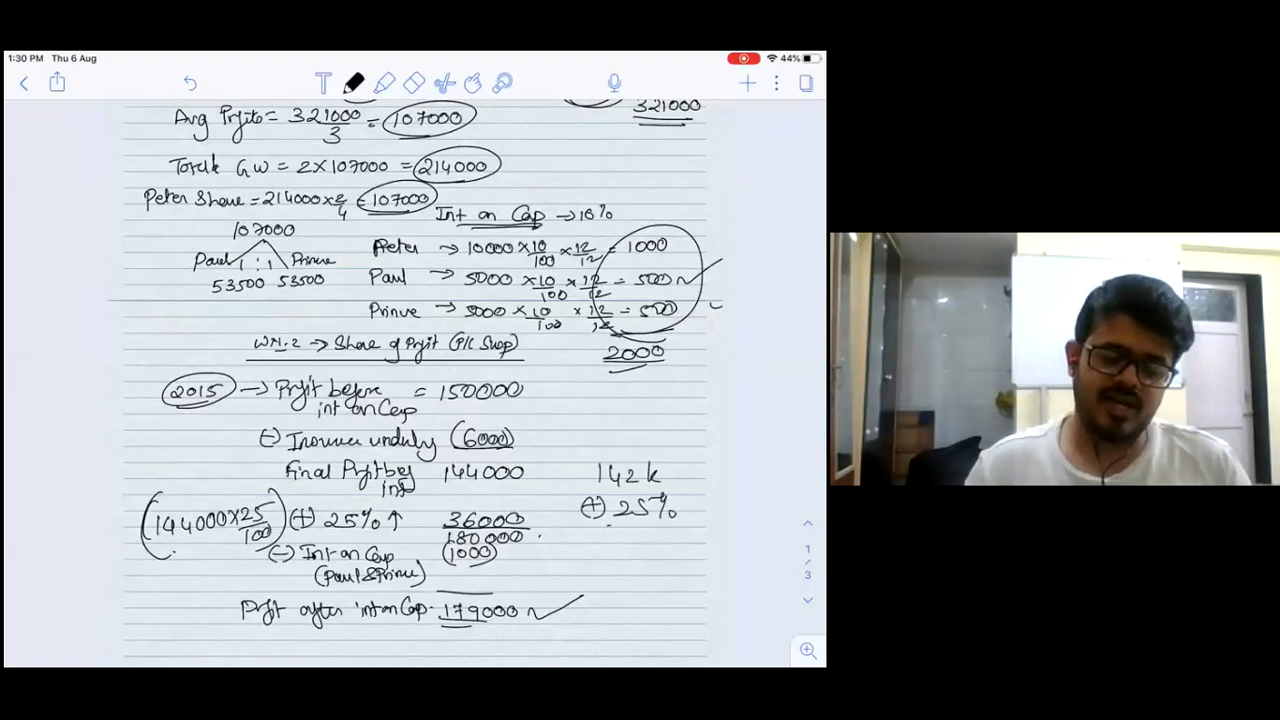 1:30 PM Thu 6 Aug
44%
T
321000
Avg Profits = 321000/3 = 107000
Total GW = 2 × 107000 = 214000
Peter Share = 214000 × 2/4 = 107000
107000
Paul Prince
1 : 1
53500 53500
Int on Cap → 10%
Peter → 10000 × 10/100 × 12/12 = 1000
Paul → 5000 × 10/100 × 12/12 = 500
Prince → 5000 × 10/100 × 12/12 = 500
2000
WN.2 → Share of Profit (P/L Susp)
2015 → Profit before int on Cap = 150000
(-) Insurance unduly (6000)
Final Profit bef int 144000
142k
(+) 25%
(144000 × 25/100) (+) 25% ↑ 36000
180000
(-) Int on Cap (1000)
(Paul & Prince)
Profit after int on Cap - 179000
1
/
3